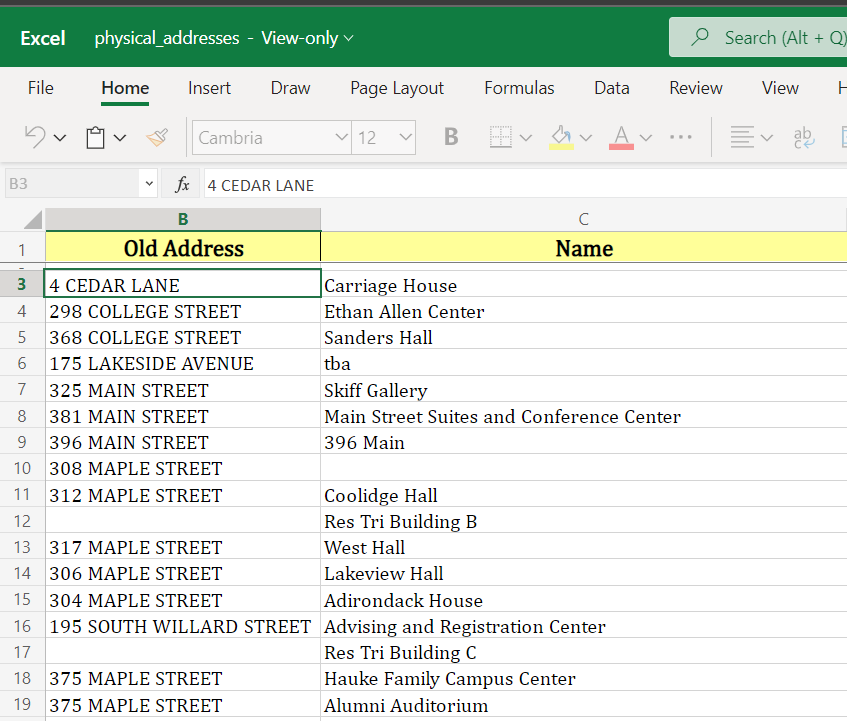 Excel physical_addresses - View-only Search (Alt + Q)
File Home Insert Draw Page Layout Formulas Data Review View H
Cambria 12 B A ... ab
B3 fx 4 CEDAR LANE
B C
1 Old Address Name
3 4 CEDAR LANE Carriage House
4 298 COLLEGE STREET Ethan Allen Center
5 368 COLLEGE STREET Sanders Hall
6 175 LAKESIDE AVENUE tba
7 325 MAIN STREET Skiff Gallery
8 381 MAIN STREET Main Street Suites and Conference Center
9 396 MAIN STREET 396 Main
10 308 MAPLE STREET
11 312 MAPLE STREET Coolidge Hall
12 Res Tri Building B
13 317 MAPLE STREET West Hall
14 306 MAPLE STREET Lakeview Hall
15 304 MAPLE STREET Adirondack House
16 195 SOUTH WILLARD STREET Advising and Registration Center
17 Res Tri Building C
18 375 MAPLE STREET Hauke Family Campus Center
19 375 MAPLE STREET Alumni Auditorium